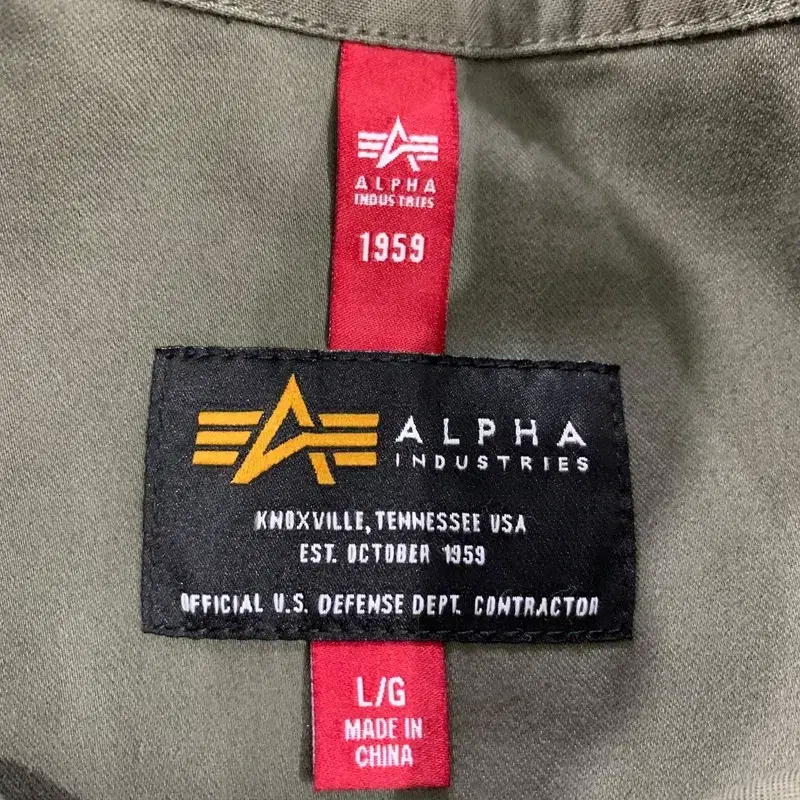 ALPHA
INDUSTRIES
1959
ALPHA
INDUSTRIES
KNOXVILLE, TENNESSEE USA
EST. OCTOBER 1959
OFFICIAL U.S. DEFENSE DEPT. CONTRACTOR
L/G
MADE IN
CHINA